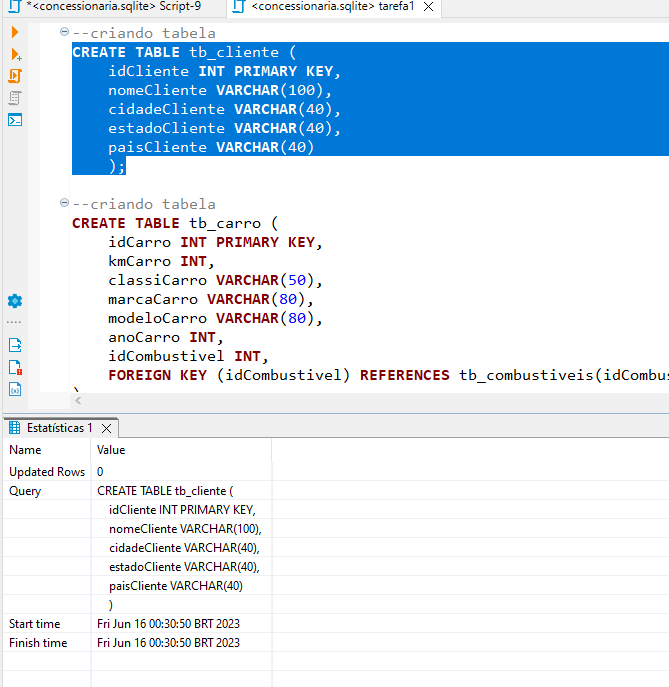 *<concessionaria.sqlite> Script-9
<concessionaria.sqlite> tarefa1
--criando tabela
CREATE TABLE tb_cliente (
idCliente INT PRIMARY KEY,
nomeCliente VARCHAR(100),
cidadeCliente VARCHAR(40),
estadoCliente VARCHAR(40),
paisCliente VARCHAR(40)
);
--criando tabela
CREATE TABLE tb_carro (
idCarro INT PRIMARY KEY,
kmCarro INT,
classiCarro VARCHAR(50),
marcaCarro VARCHAR(80),
modeloCarro VARCHAR(80),
anoCarro INT,
idCombustivel INT,
FOREIGN KEY (idCombustivel) REFERENCES tb_combustiveis(idCombus
Estatísticas 1
Name Value
Updated Rows 0
Query CREATE TABLE tb_cliente (
idCliente INT PRIMARY KEY,
nomeCliente VARCHAR(100),
cidadeCliente VARCHAR(40),
estadoCliente VARCHAR(40),
paisCliente VARCHAR(40)
)
Start time Fri Jun 16 00:30:50 BRT 2023
Finish time Fri Jun 16 00:30:50 BRT 2023